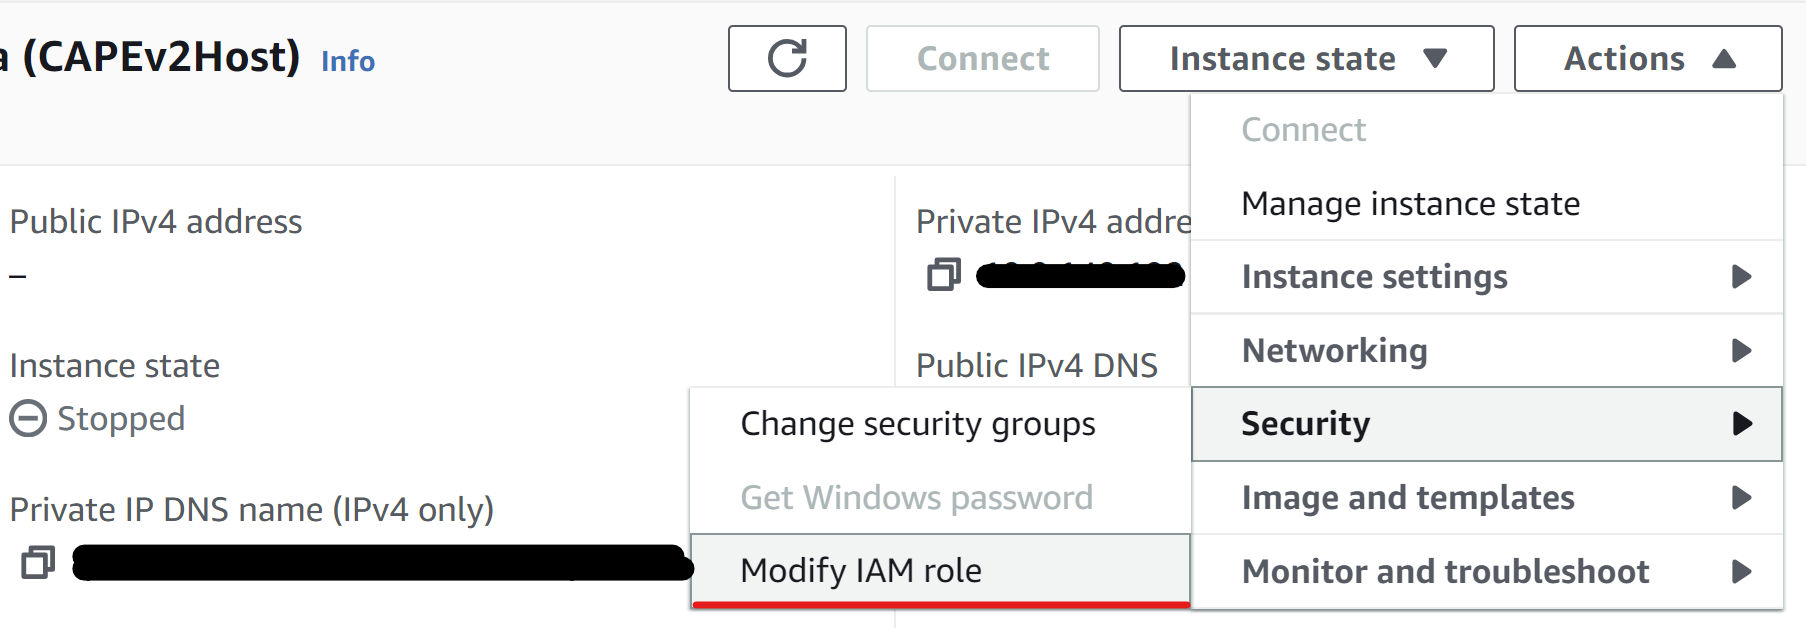 (CAPEv2Host) Info
Connect
Instance state
Actions
Connect
Manage instance state
Instance settings
Networking
Security
Image and templates
Monitor and troubleshoot
Change security groups
Get Windows password
Modify IAM role
Public IPv4 address
–
Private IPv4 addre
Instance state
Stopped
Public IPv4 DNS
Private IP DNS name (IPv4 only)